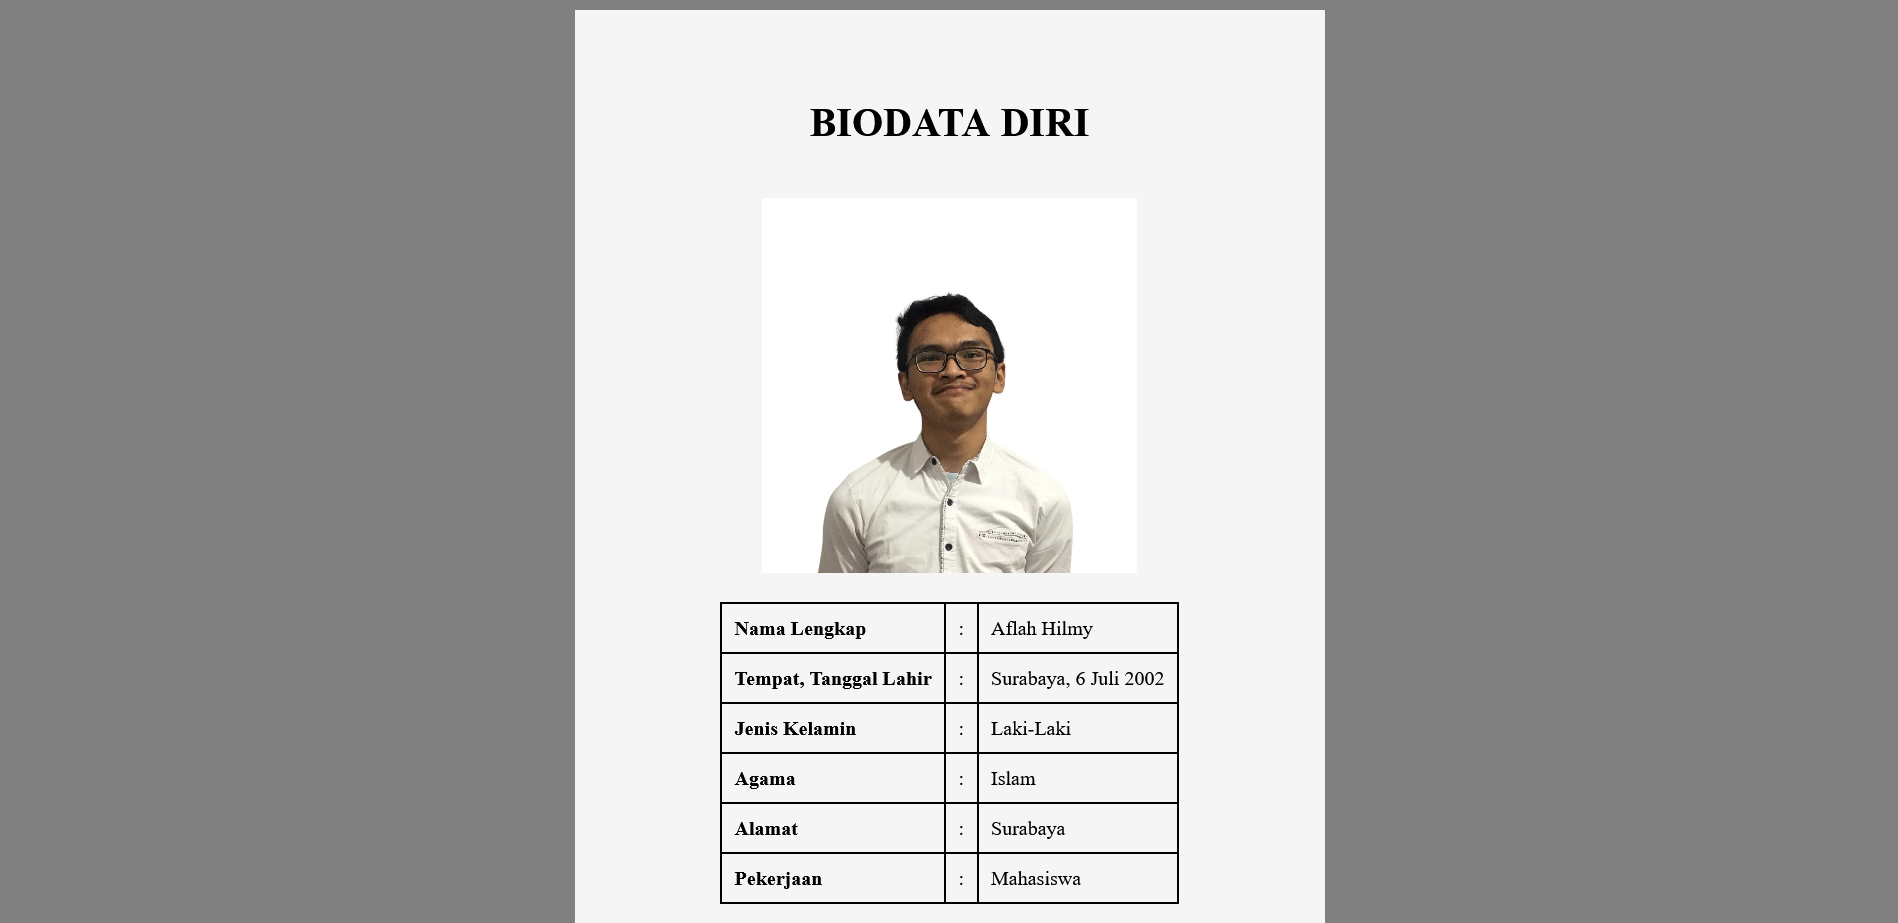 BIODATA DIRI
Nama Lengkap : Aflah Hilmy
Tempat, Tanggal Lahir : Surabaya, 6 Juli 2002
Jenis Kelamin : Laki-Laki
Agama : Islam
Alamat : Surabaya
Pekerjaan : Mahasiswa